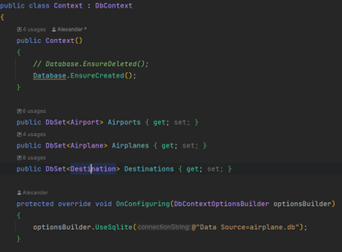 public class Context : DbContext
{
6 usages Alexander *
public Context()
{
// Database.EnsureDeleted();
Database.EnsureCreated();
}
6 usages
public DbSet<Airport> Airports { get; set; }
4 usages
public DbSet<Airplane> Airplanes { get; set; }
8 usages
public DbSet<Destination> Destinations { get; set; }
Alexander
protected override void OnConfiguring(DbContextOptionsBuilder optionsBuilder)
{
optionsBuilder.UseSqlite(connectionString:@"Data Source=airplane.db");
}